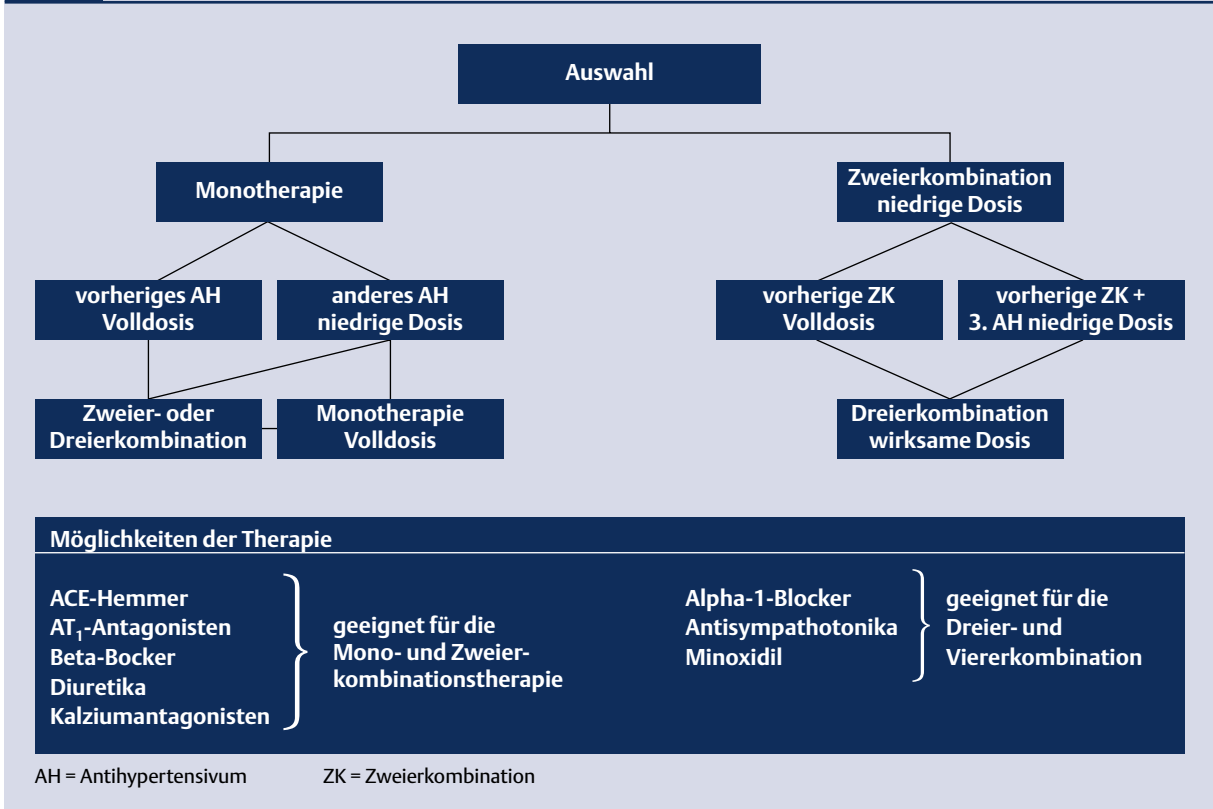 Auswahl
Monotherapie
Zweierkombination
niedrige Dosis
vorheriges AH
Volldosis
anderes AH
niedrige Dosis
vorherige ZK
Volldosis
vorherige ZK +
3. AH niedrige Dosis
Zweier- oder
Dreierkombination
Monotherapie
Volldosis
Dreierkombination
wirksame Dosis
Möglichkeiten der Therapie
ACE-Hemmer
AT₁-Antagonisten
Beta-Bocker
Diuretika
Kalziumantagonisten
geeignet für die
Mono- und Zweier-
kombinationstherapie
Alpha-1-Blocker
Antisympathotonika
Minoxidil
geeignet für die
Dreier- und
Viererkombination
AH = Antihypertensivum ZK = Zweierkombination